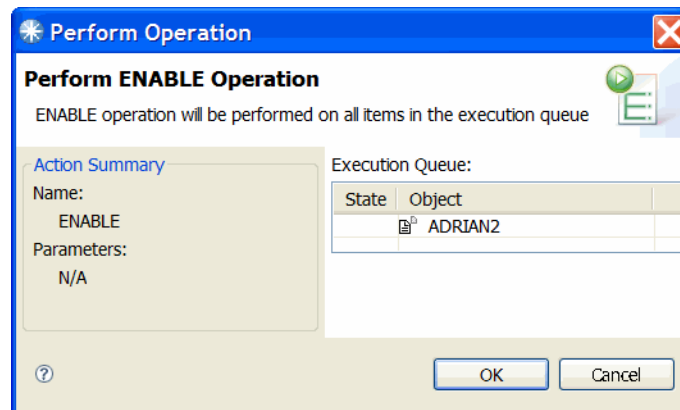 Perform Operation
Perform ENABLE Operation
ENABLE operation will be performed on all items in the execution queue
Action Summary
Name:
ENABLE
Parameters:
N/A
Execution Queue:
State Object
ADRIAN2
? OK Cancel